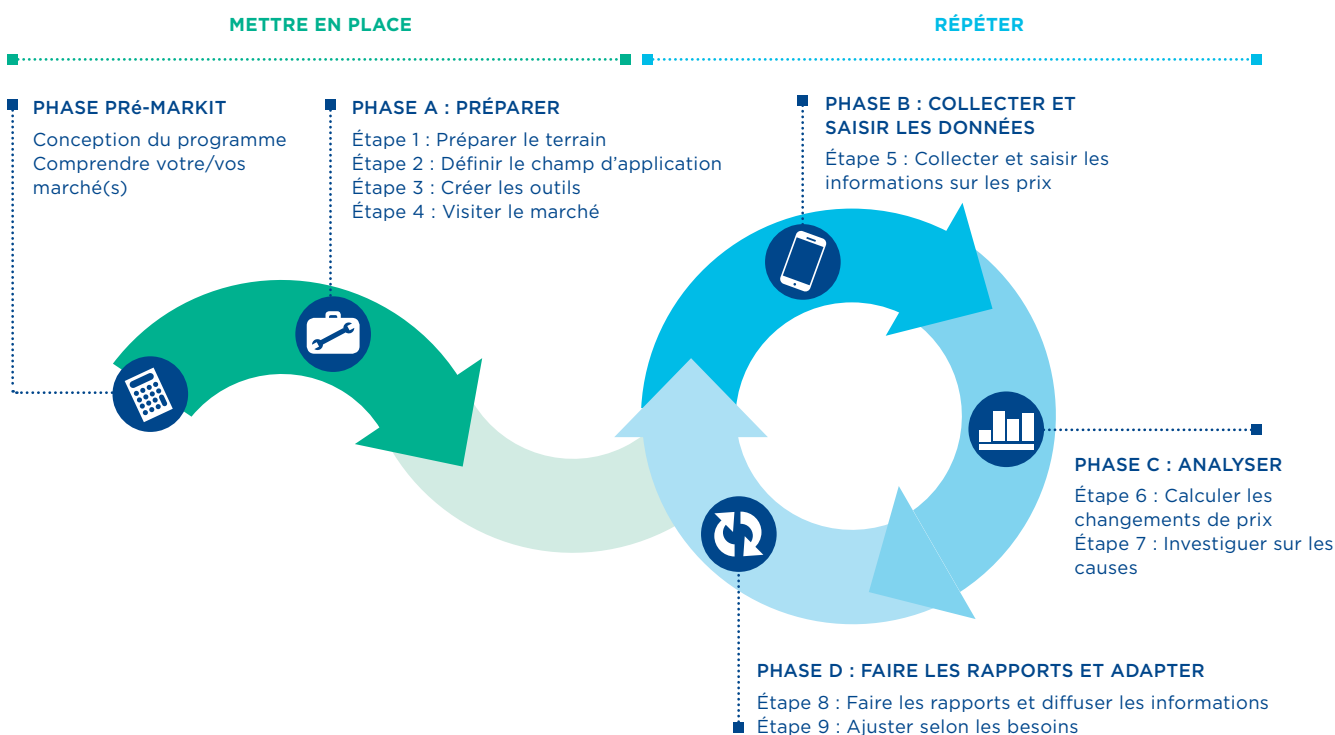 METTRE EN PLACE
RÉPÉTER
PHASE PRé-MARKIT
Conception du programme
Comprendre votre/vos
marché(s)
PHASE A : PRÉPARER
Étape 1 : Préparer le terrain
Étape 2 : Définir le champ d’application
Étape 3 : Créer les outils
Étape 4 : Visiter le marché
PHASE B : COLLECTER ET
SAISIR LES DONNÉES
Étape 5 : Collecter et saisir les
informations sur les prix
PHASE C : ANALYSER
Étape 6 : Calculer les
changements de prix
Étape 7 : Investiguer sur les
causes
PHASE D : FAIRE LES RAPPORTS ET ADAPTER
Étape 8 : Faire les rapports et diffuser les informations
Étape 9 : Ajuster selon les besoins